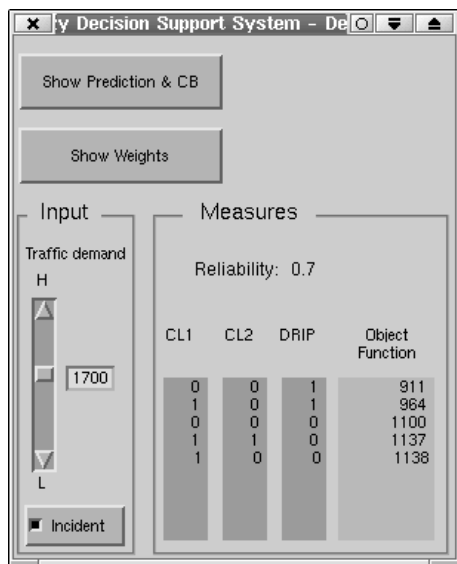 y Decision Support System - De
Show Prediction & CB
Show Weights
Input
Traffic demand
H
1700
L
Incident
Measures
Reliability: 0.7
CL1 CL2 DRIP Object Function
0 0 1 911
1 0 1 964
0 0 0 1100
1 1 0 1137
1 0 0 1138